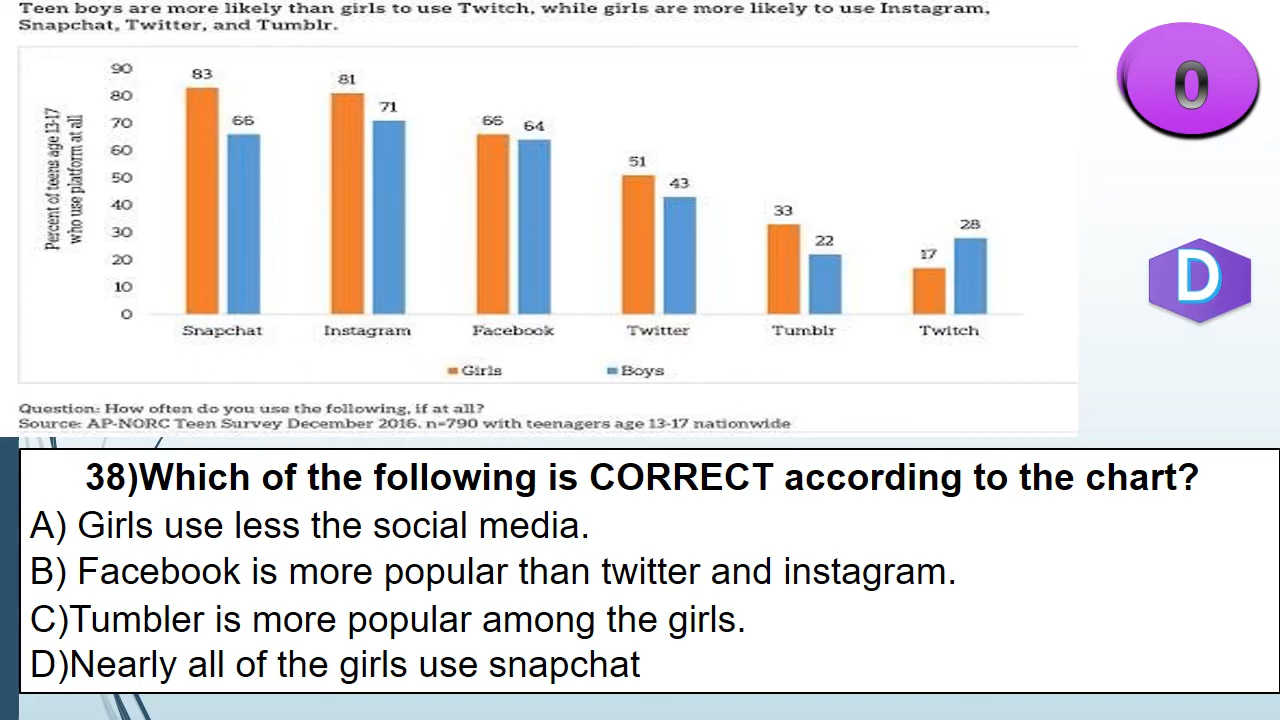 Teen boys are more likely than girls to use Twitch, while girls are more likely to use Instagram,
Snapchat, Twitter, and Tumblr.
0
Percent of teens age 13-17
who use platform at all
90
80
70
60
50
40
30
20
10
0
83
66
81
71
66
64
51
43
33
22
17
28
Snapchat Instagram Facebook Twitter Tumblr Twitch
Girls Boys
D
Question: How often do you use the following, if at all?
Source: AP-NORC Teen Survey December 2016. n=790 with teenagers age 13-17 nationwide
38)Which of the following is CORRECT according to the chart?
A) Girls use less the social media.
B) Facebook is more popular than twitter and instagram.
C)Tumbler is more popular among the girls.
D)Nearly all of the girls use snapchat